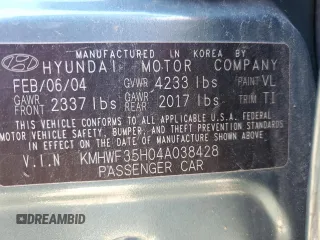 MANUFACTURED IN KOREA BY
HYUNDAI MOTOR COMPANY
FEB/06/04 GVWR 4233 lbs PAINT VL
GAWR FRONT 2337 lbs GAWR REAR 2017 lbs TRIM TI
THIS VEHICLE CONFORMS TO ALL APPLICABLE U.S.A FEDERAL
MOTOR VEHICLE SAFETY, BUMPER, AND THEFT PREVENTION
STANDARDS IN EFFECT ON THE DATE OF MANUFACTURE
SHOWN ABOVE.
V.I.N KMHWF35H04A038428
PASSENGER CAR
DREAMBID